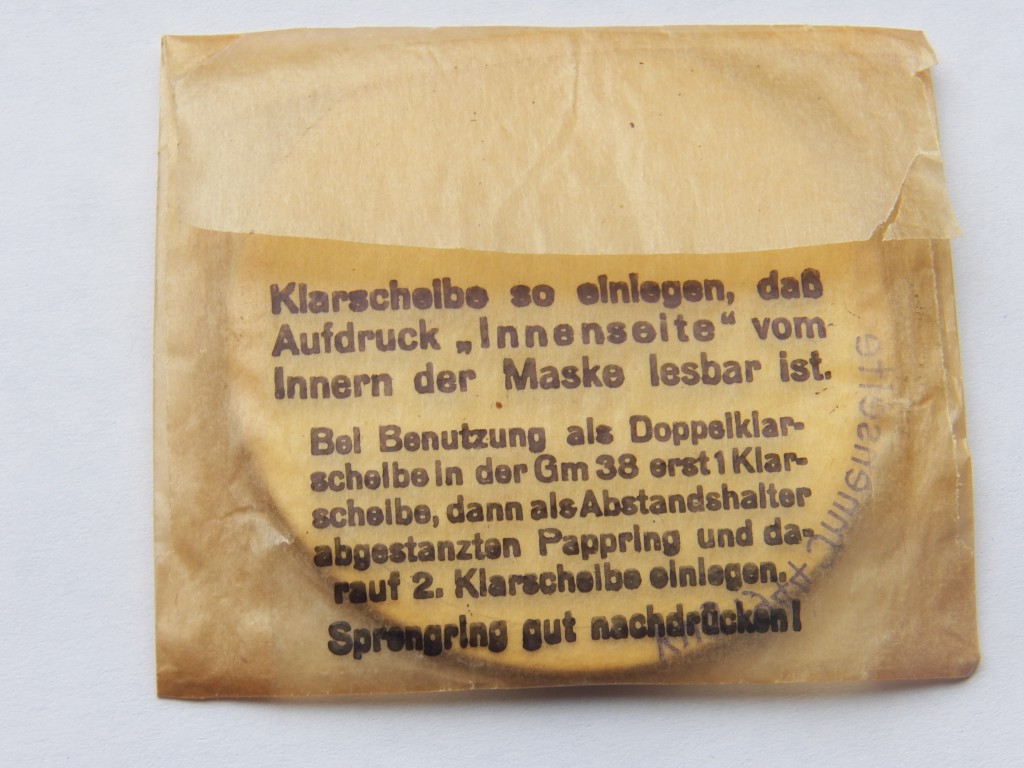 Klarscheibe so einlegen, daß
Aufdruck „Innenseite“ vom
Innern der Maske lesbar ist.
Bei Benutzung als Doppelklar-
scheibe in der Gm 38 erst 1 Klar-
scheibe, dann als Abstandshalter
abgestanzten Pappring und da-
rauf 2. Klarscheibe einlegen.
Sprengring gut nachdrücken!
Innenseite